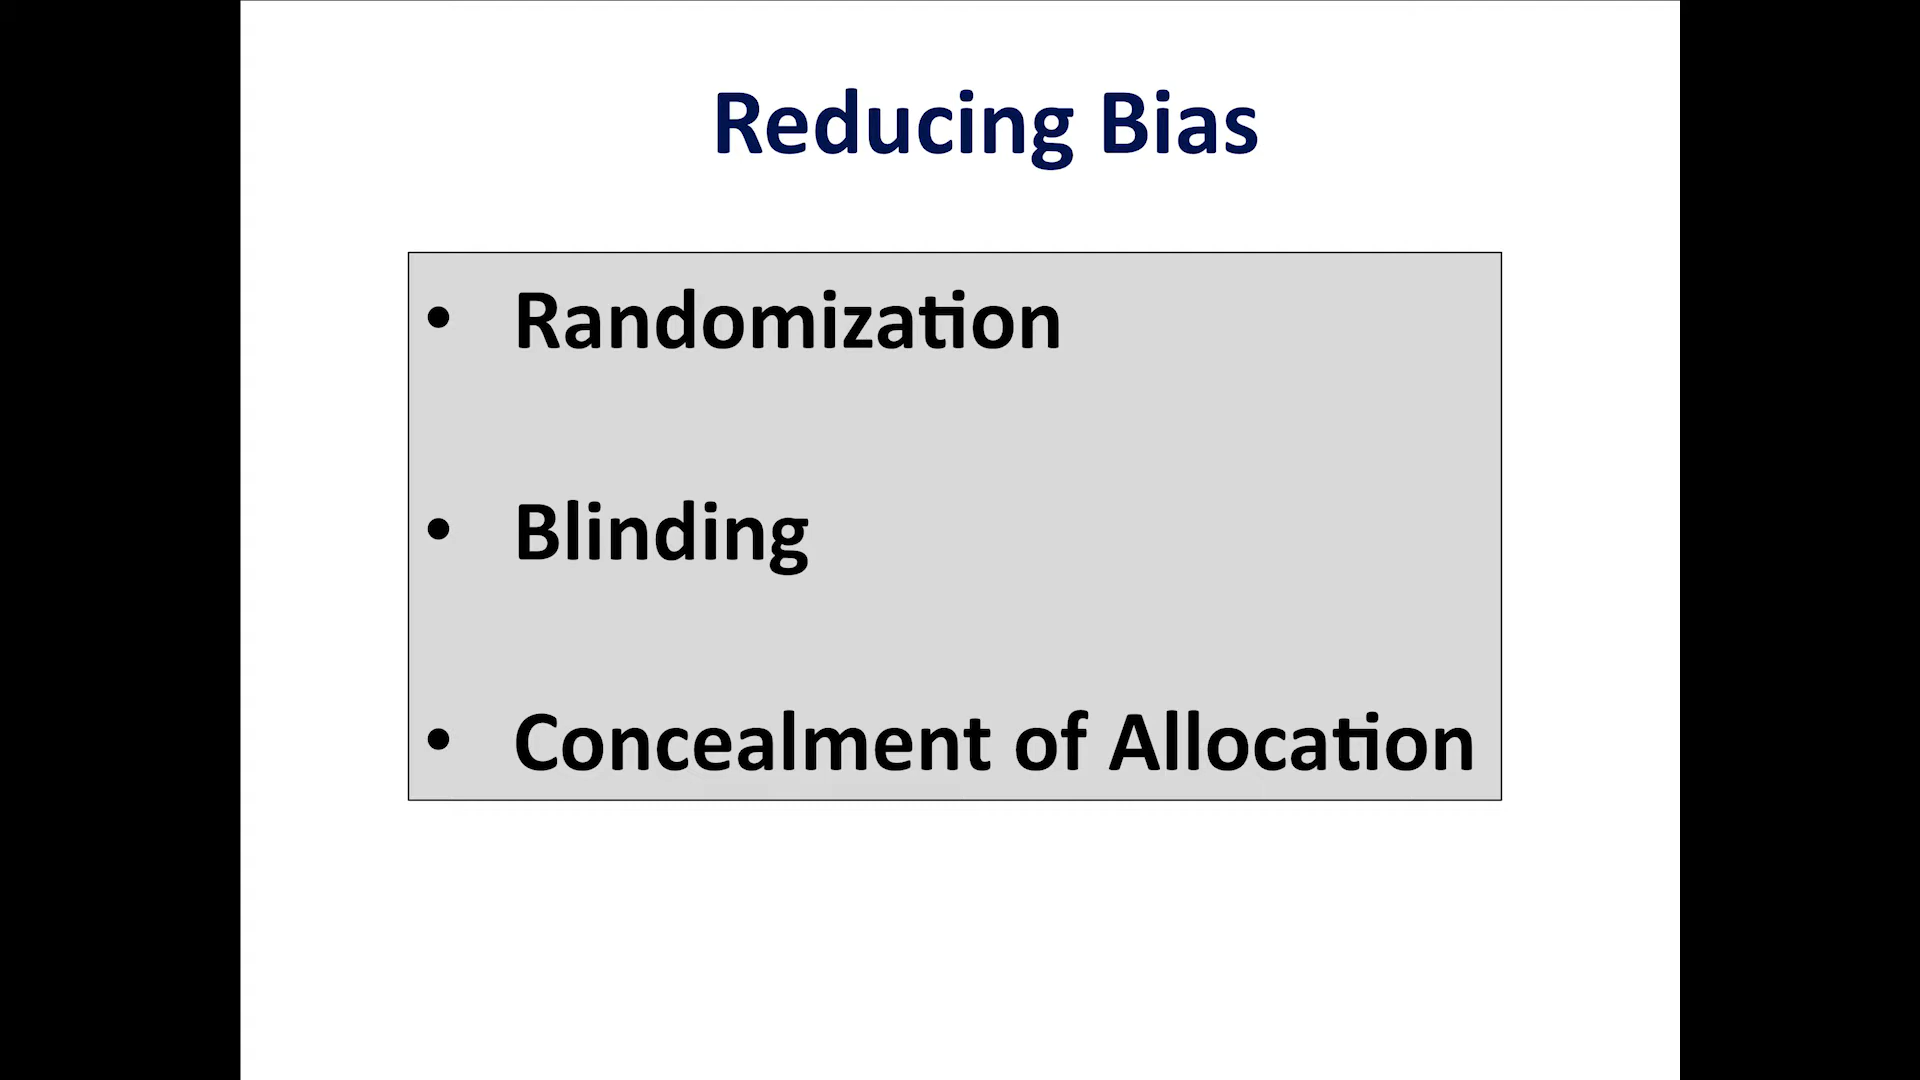 Reducing Bias
• Randomization
• Blinding
• Concealment of Allocation